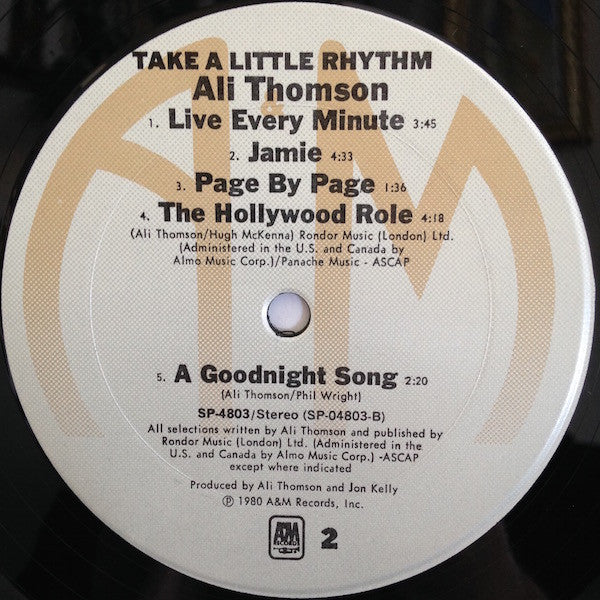 TAKE A LITTLE RHYTHM
Ali Thomson
1. Live Every Minute 3:45
2. Jamie 4:33
3. Page By Page 1:36
4. The Hollywood Role 4:18
(Ali Thomson/Hugh McKenna) Rondor Music (London) Ltd.
(Administered in the U.S. and Canada by
Almo Music Corp.)/Panache Music - ASCAP
5. A Goodnight Song 2:20
(Ali Thomson/Phil Wright)
SP-4803/Stereo (SP-04803-B)
All selections written by Ali Thomson and published by
Rondor Music (London) Ltd. (Administered in the
U.S. and Canada by Almo Music Corp.) -ASCAP
except where indicated
Produced by Ali Thomson and Jon Kelly
℗ 1980 A&M Records, Inc.
A&M
RECORDS
2